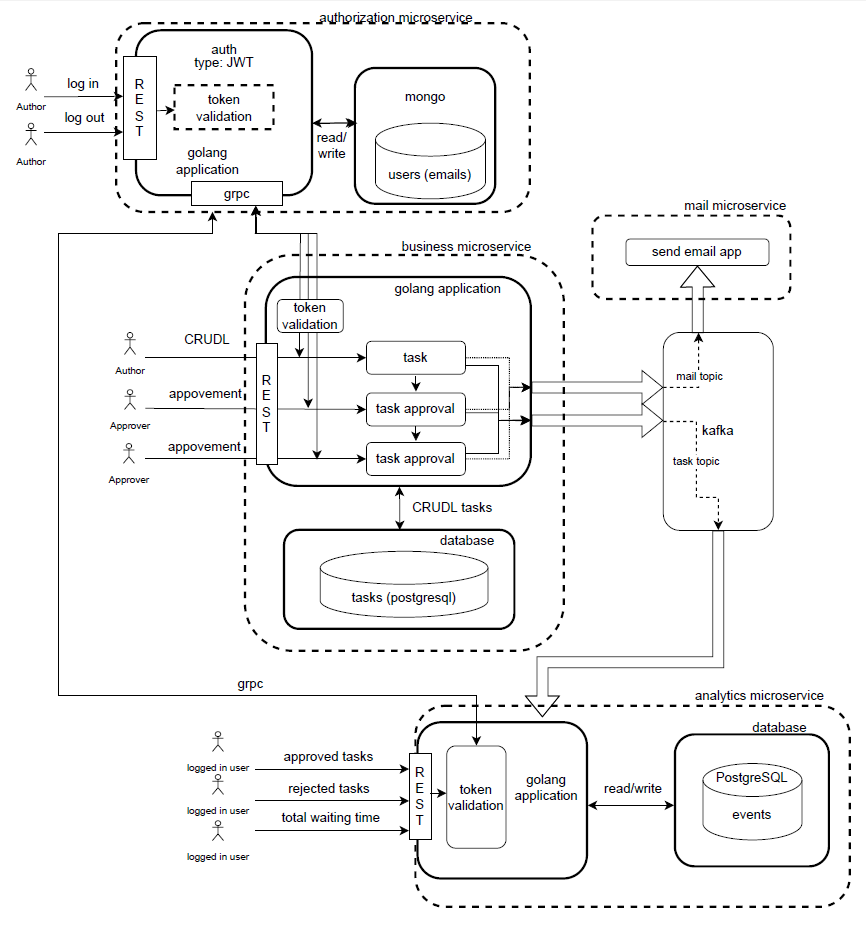 authorization microservice
auth
type: JWT
log in
Author
log out
Author
R
E
S
T
token
validation
golang
application
grpc
read/
write
mongo
users (emails)
mail microservice
send email app
business microservice
golang application
token
validation
CRUDL
Author
appovement
Approver
appovement
Approver
R
E
S
T
task
task approval
task approval
mail topic
kafka
task topic
CRUDL tasks
database
tasks (postgresql)
grpc
analytics microservice
logged in user
approved tasks
logged in user
rejected tasks
logged in user
total waiting time
R
E
S
T
token
validation
golang
application
read/write
database
PostgreSQL
events